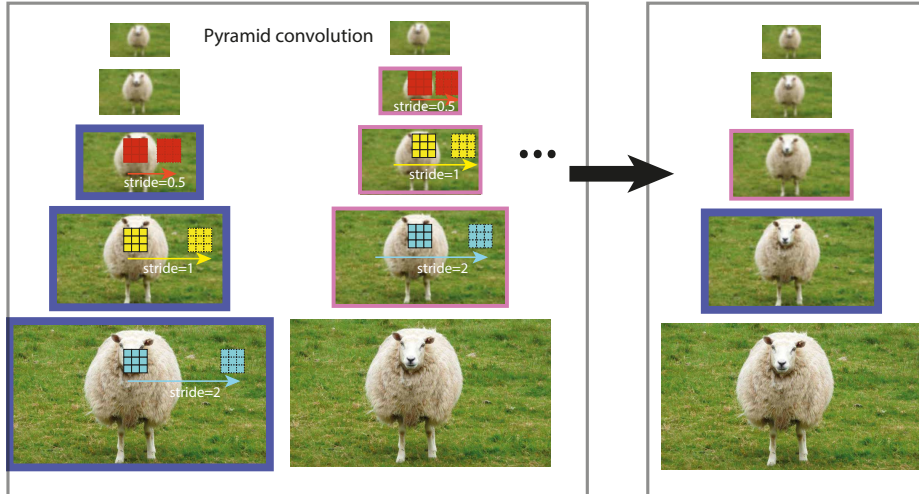 Pyramid convolution
stride=0.5
stride=1
stride=2
stride=0.5
stride=1
stride=2